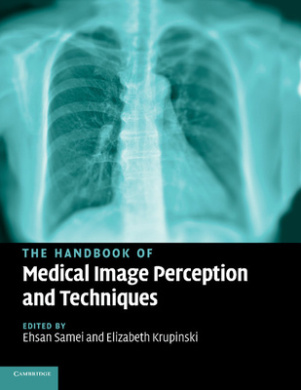 THE HANDBOOK OF
Medical Image Perception
and Techniques
EDITED BY
Ehsan Samei and Elizabeth Krupinski
CAMBRIDGE